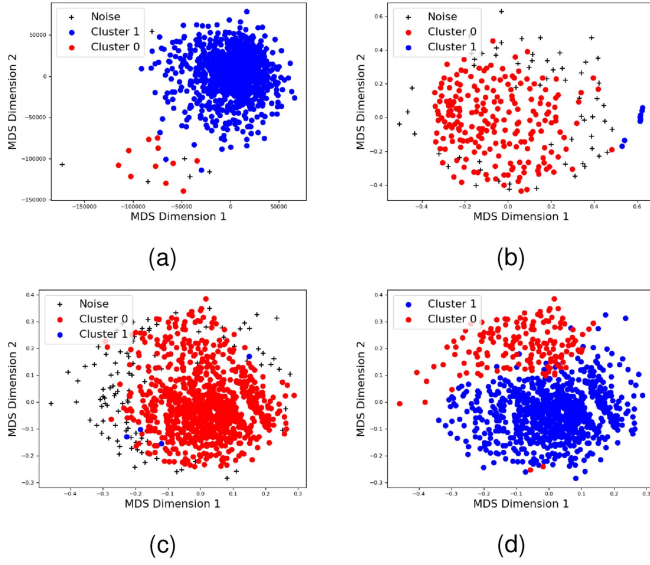 Noise
Cluster 1
Cluster 0
MDS Dimension 2
50000
0
−50000
−100000
−150000
−150000 −100000 −50000 0 50000
MDS Dimension 1
(a)
Noise
Cluster 0
Cluster 1
MDS Dimension 2
0.6
0.4
0.2
0.0
−0.2
−0.4
−0.4 −0.2 0.0 0.2 0.4 0.6
MDS Dimension 1
(b)
Noise
Cluster 0
Cluster 1
MDS Dimension 2
0.4
0.3
0.2
0.1
0.0
−0.1
−0.2
−0.3
−0.4 −0.3 −0.2 −0.1 0.0 0.1 0.2 0.3
MDS Dimension 1
(c)
Cluster 1
Cluster 0
MDS Dimension 2
0.4
0.3
0.2
0.1
0.0
−0.1
−0.2
−0.3
−0.4 −0.3 −0.2 −0.1 0.0 0.1 0.2 0.3
MDS Dimension 1
(d)